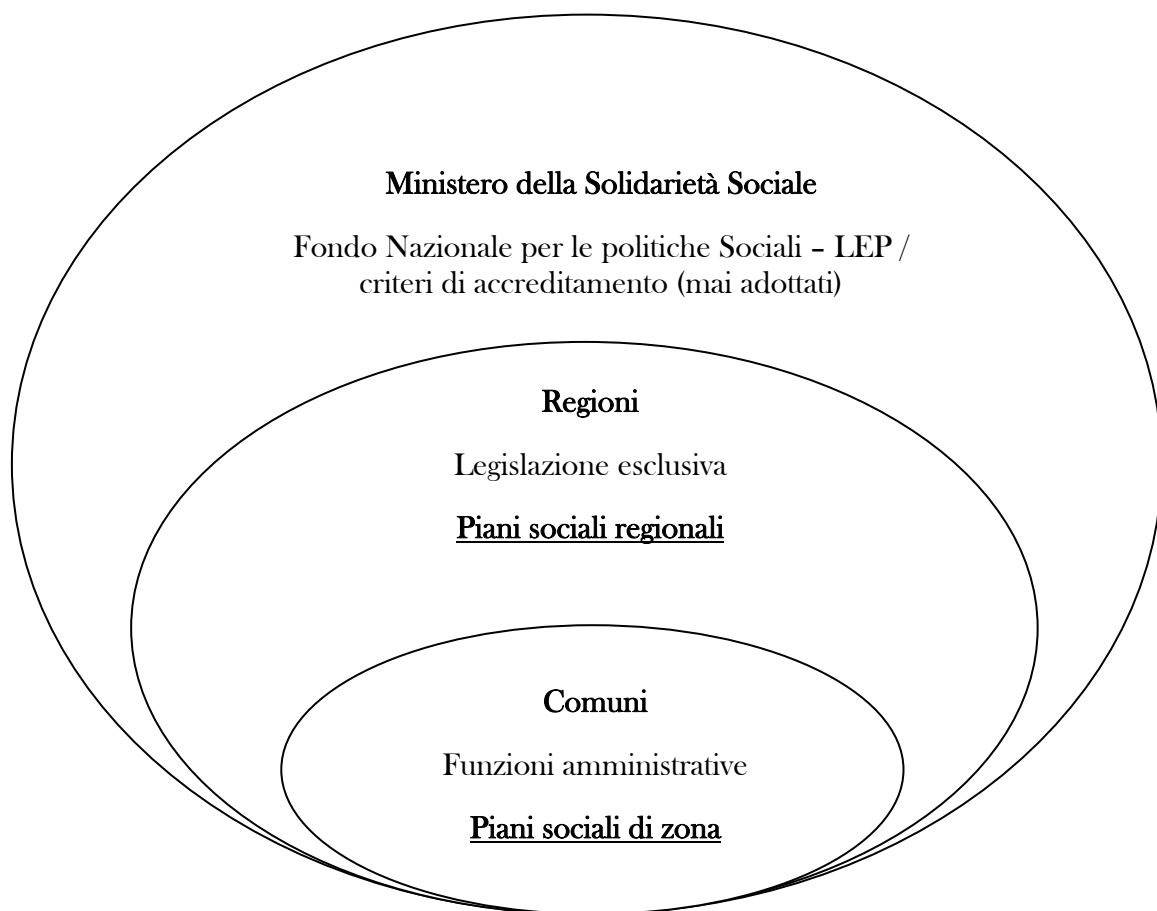 Ministero della Solidarietà Sociale
Fondo Nazionale per le politiche Sociali – LEP /
criteri di accreditamento (mai adottati)
Regioni
Legislazione esclusiva
Piani sociali regionali
Comuni
Funzioni amministrative
Piani sociali di zona